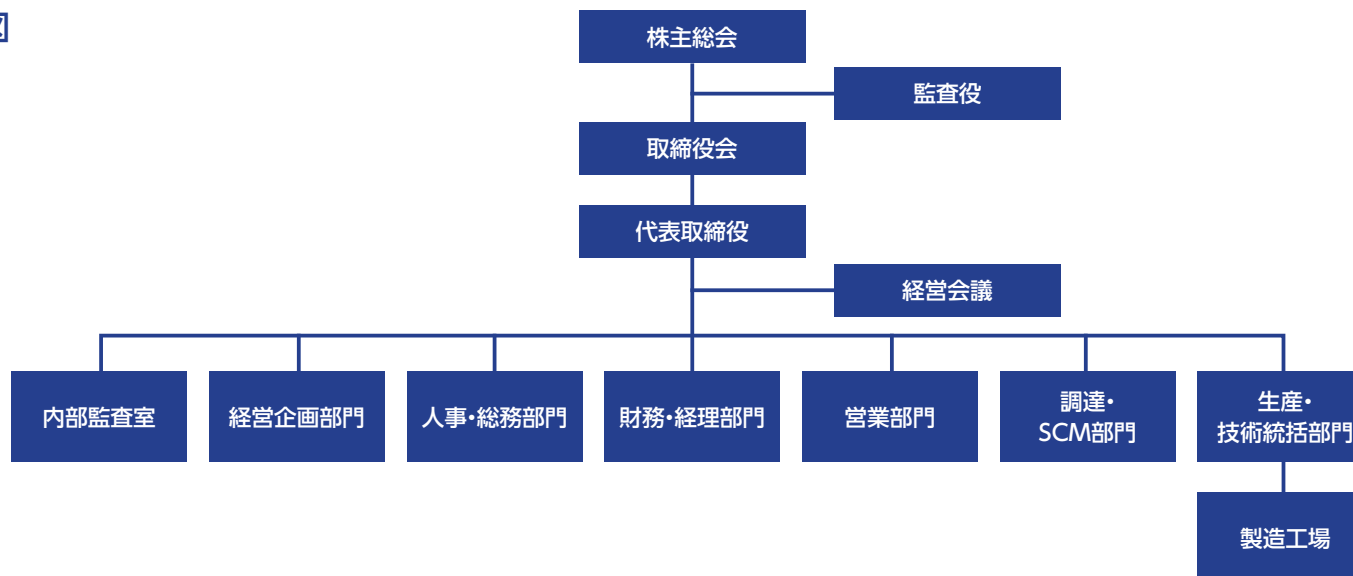 図
株主総会
監査役
取締役会
代表取締役
経営会議
内部監査室
経営企画部門
人事・総務部門
財務・経理部門
営業部門
調達・
SCM部門
生産・
技術統括部門
製造工場